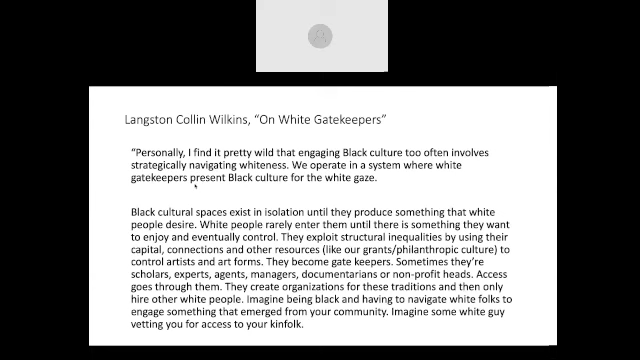 Langston Collin Wilkins, “On White Gatekeepers”
“Personally, I find it pretty wild that engaging Black culture too often involves
strategically navigating whiteness. We operate in a system where white
gatekeepers present Black culture for the white gaze.
Black cultural spaces exist in isolation until they produce something that white
people desire. White people rarely enter them until there is something they want
to enjoy and eventually control. They exploit structural inequalities by using their
capital, connections and other resources (like our grants/philanthropic culture) to
control artists and art forms. They become gate keepers. Sometimes they’re
scholars, experts, agents, managers, documentarians or non-profit heads. Access
goes through them. They create organizations for these traditions and then only
hire other white people. Imagine being black and having to navigate white folks to
engage something that emerged from your community. Imagine some white guy
vetting you for access to your kinfolk.